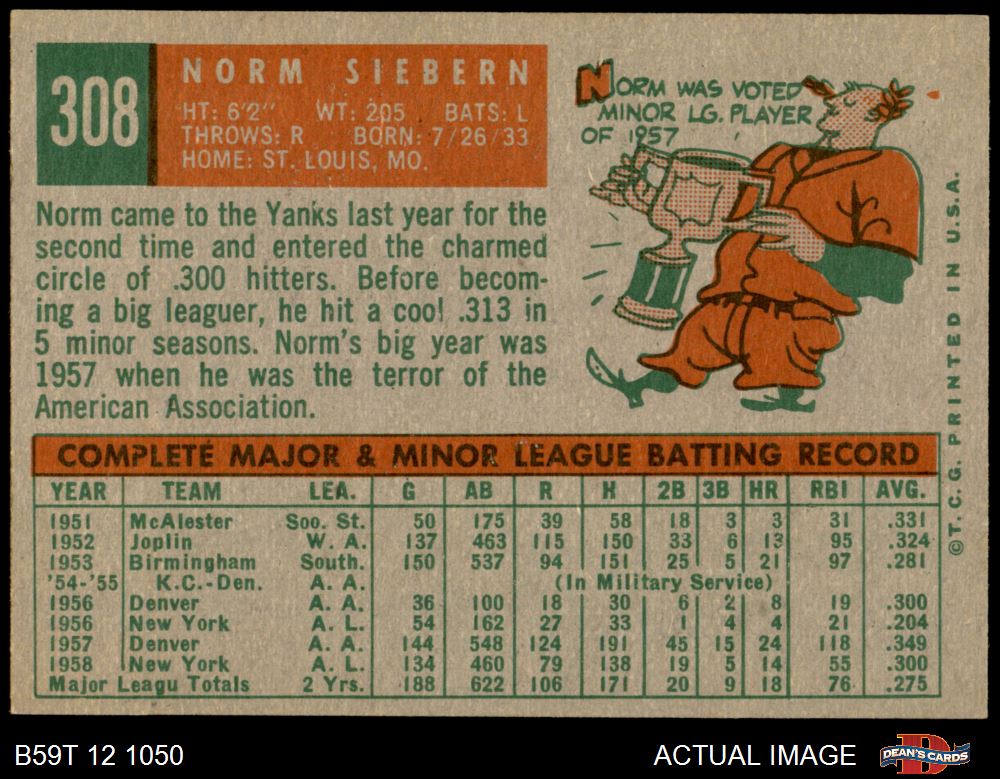 308
NORM SIEBERN
HT: 6'2" WT: 205 BATS: L
THROWS: R BORN: 7/26/33
HOME: ST. LOUIS, MO.
NORM WAS VOTED
MINOR LG. PLAYER
OF 1957
Norm came to the Yanks last year for the
second time and entered the charmed
circle of .300 hitters. Before becom-
ing a big leaguer, he hit a cool .313 in
5 minor seasons. Norm's big year was
1957 when he was the terror of the
American Association.
COMPLETE MAJOR & MINOR LEAGUE BATTING RECORD
YEAR TEAM LEA. G AB R H 2B 3B HR RBI AVG.
1951 McAlester Soo. St. 50 175 39 58 18 3 3 31 .331
1952 Joplin W. A. 137 463 115 150 33 6 13 95 .324
1953 Birmingham South. 150 537 94 151 25 5 21 97 .281
'54-'55 K.C.-Den. A. A. (In Military Service)
1956 Denver A. A. 36 100 18 30 6 2 8 19 .300
1956 New York A. L. 54 162 27 33 1 4 4 21 .204
1957 Denver A. A. 144 548 124 191 45 15 24 118 .349
1958 New York A. L. 134 460 79 138 19 5 14 55 .300
Major Leagu Totals 2 Yrs. 188 622 106 171 20 9 18 76 .275
© T. C. G. PRINTED IN U.S.A.
B59T 12 1050
ACTUAL IMAGE
DEAN'S CARDS